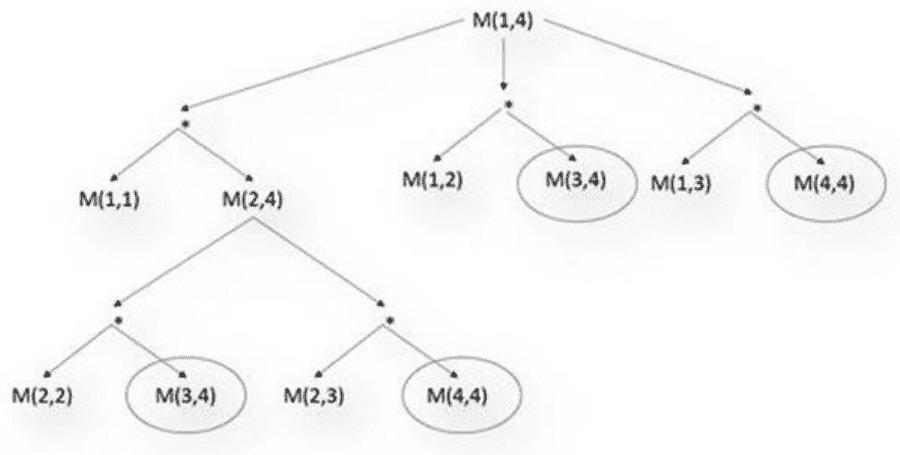 M(1,4)
*
*
*
M(1,1)
M(2,4)
M(1,2)
M(3,4)
M(1,3)
M(4,4)
*
*
M(2,2)
M(3,4)
M(2,3)
M(4,4)